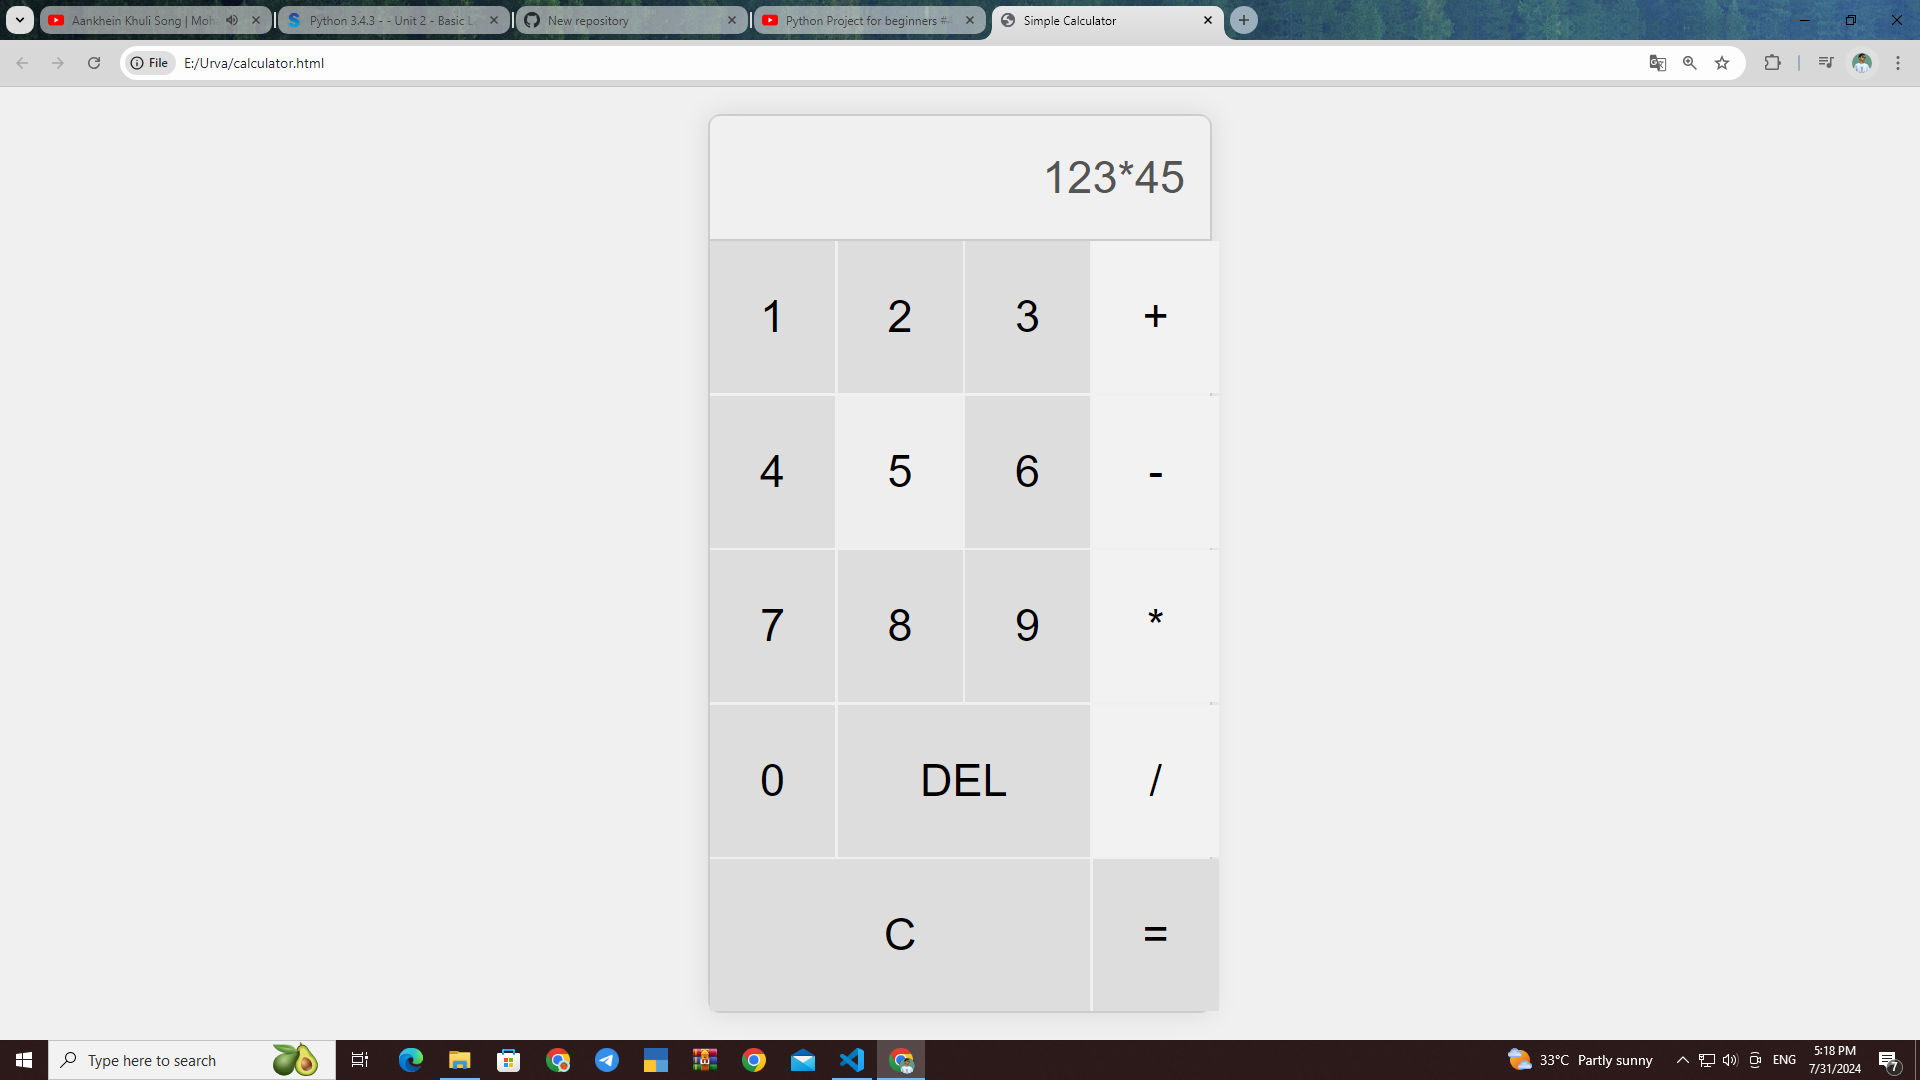 Aankhein Khuli Song | Moh
Python 3.4.3 - - Unit 2 - Basic L
New repository
Python Project for beginners #
Simple Calculator
File
E:/Urva/calculator.html
123*45
1 2 3 +
4 5 6 -
7 8 9 *
0 DEL /
C =
Type here to search
33°C Partly sunny
ENG
5:18 PM
7/31/2024
7